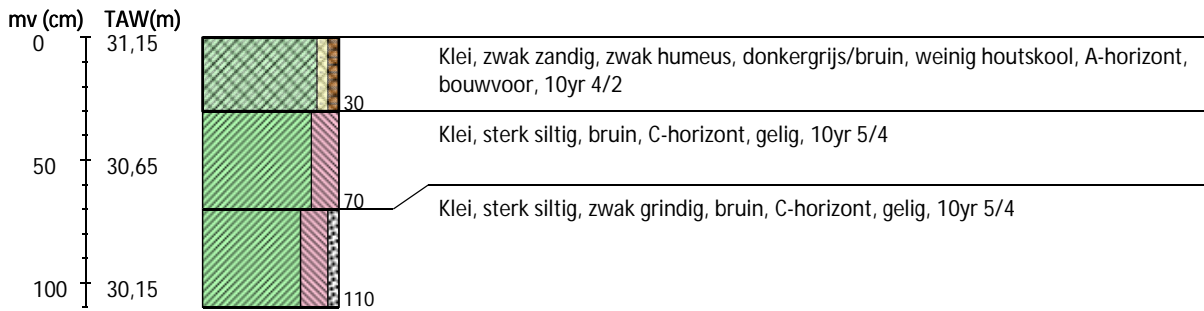 mv (cm) TAW(m)
0 31,15
Klei, zwak zandig, zwak humeus, donkergrijs/bruin, weinig houtskool, A-horizont,
bouwvoor, 10yr 4/2
30
Klei, sterk siltig, bruin, C-horizont, gelig, 10yr 5/4
50 30,65
70
Klei, sterk siltig, zwak grindig, bruin, C-horizont, gelig, 10yr 5/4
100 30,15
110